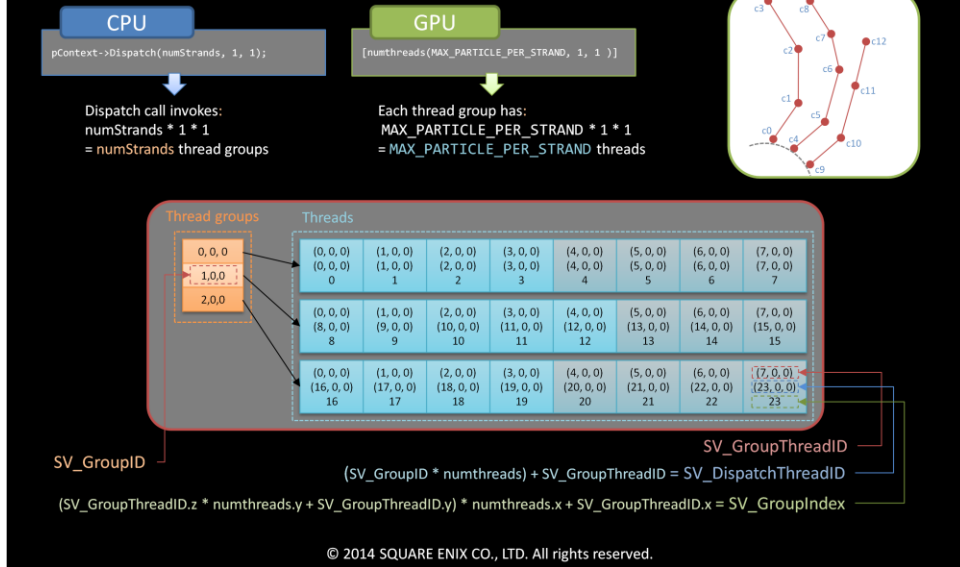 CPU
pContext->Dispatch(numStrands, 1, 1);
Dispatch call invokes:
numStrands * 1 * 1
= numStrands thread groups
GPU
[numthreads(MAX_PARTICLE_PER_STRAND, 1, 1 )]
Each thread group has:
MAX_PARTICLE_PER_STRAND * 1 * 1
= MAX_PARTICLE_PER_STRAND threads
c3
c8
c7
c12
c2
c6
c11
c1
c5
c0
c4
c10
c9
Thread groups
Threads
0, 0, 0
1,0,0
2,0,0
(0, 0, 0) (1, 0, 0) (2, 0, 0) (3, 0, 0) (4, 0, 0) (5, 0, 0) (6, 0, 0) (7, 0, 0)
(0, 0, 0) (1, 0, 0) (2, 0, 0) (3, 0, 0) (4, 0, 0) (5, 0, 0) (6, 0, 0) (7, 0, 0)
0 1 2 3 4 5 6 7
(0, 0, 0) (1, 0, 0) (2, 0, 0) (3, 0, 0) (4, 0, 0) (5, 0, 0) (6, 0, 0) (7, 0, 0)
(8, 0, 0) (9, 0, 0) (10, 0, 0) (11, 0, 0) (12, 0, 0) (13, 0, 0) (14, 0, 0) (15, 0, 0)
8 9 10 11 12 13 14 15
(0, 0, 0) (1, 0, 0) (2, 0, 0) (3, 0, 0) (4, 0, 0) (5, 0, 0) (6, 0, 0) (7, 0, 0)
(16, 0, 0) (17, 0, 0) (18, 0, 0) (19, 0, 0) (20, 0, 0) (21, 0, 0) (22, 0, 0) (23, 0, 0)
16 17 18 19 20 21 22 23
SV_GroupThreadID
SV_GroupID
(SV_GroupID * numthreads) + SV_GroupThreadID = SV_DispatchThreadID
(SV_GroupThreadID.z * numthreads.y + SV_GroupThreadID.y) * numthreads.x + SV_GroupThreadID.x = SV_GroupIndex
© 2014 SQUARE ENIX CO., LTD. All rights reserved.